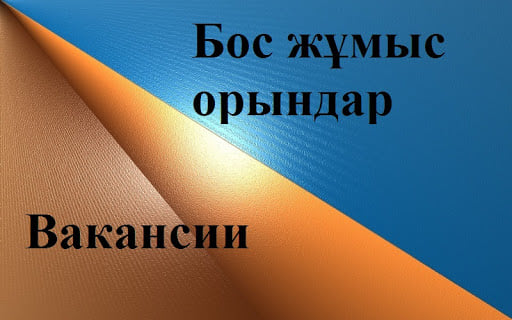 Бос жұмыс
орындар
Вакансии